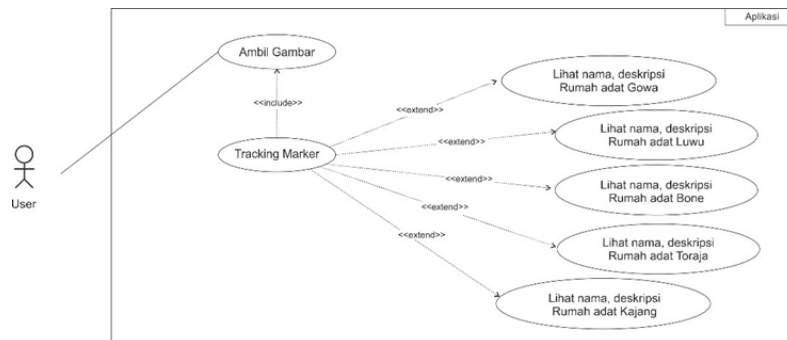 Aplikasi
Ambil Gambar
<<include>>
Tracking Marker
User
<<extend>>
Lihat nama, deskripsi
Rumah adat Gowa
<<extend>>
Lihat nama, deskripsi
Rumah adat Luwu
<<extend>>
Lihat nama, deskripsi
Rumah adat Bone
<<extend>>
Lihat nama, deskripsi
Rumah adat Toraja
<<extend>>
Lihat nama, deskripsi
Rumah adat Kajang